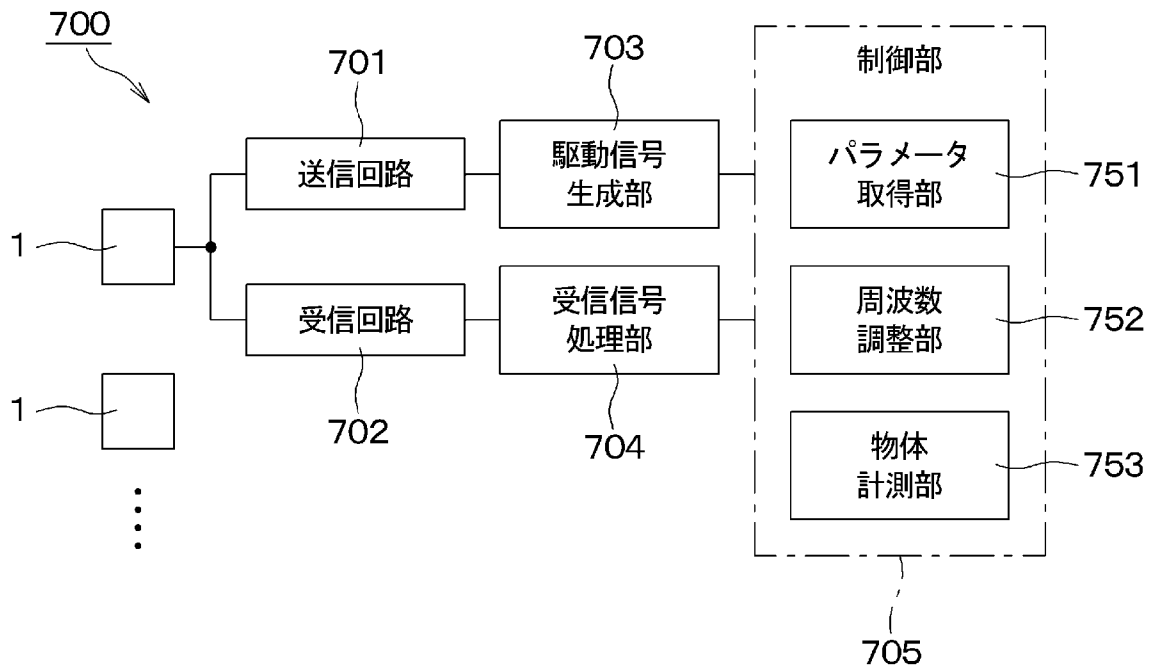 700
701
703
制御部
送信回路
駆動信号
生成部
パラメータ
取得部
751
1
受信回路
受信信号
処理部
周波数
調整部
752
1
702
704
物体
計測部
753
705